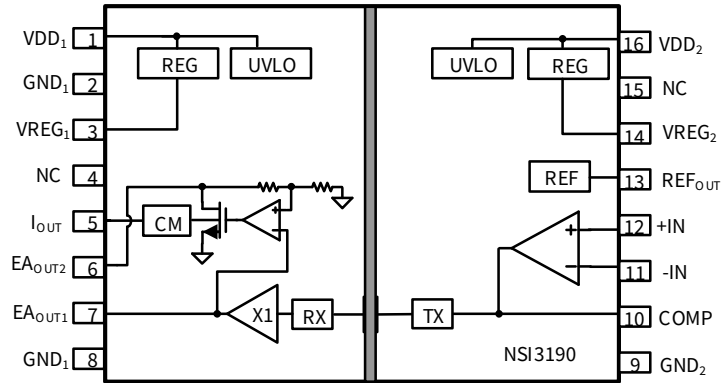 VDD1 1
GND1 2
VREG1 3
NC 4
IOUT 5
EAOUT2 6
EAOUT1 7
GND1 8
REG UVLO
CM
+
−
X1 RX
UVLO REG
REF
+
−
TX
NSI3190
16 VDD2
15 NC
14 VREG2
13 REFOUT
12 +IN
11 -IN
10 COMP
9 GND2